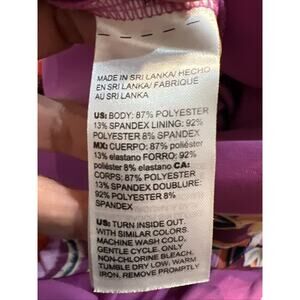 MADE IN SRI LANKA/ HECHO
EN SRI LANKA/ FABRIQUÉ
AU SRI LANKA
US: BODY: 87% POLYESTER
13% SPANDEX LINING: 92%
POLYESTER 8% SPANDEX
MX: CUERPO: 87% poliéster
13% elastano FORRO: 92%
poliéster 8% elastano CA:
CORPS: 87% POLYESTER
13% SPANDEX DOUBLURE:
92% POLYESTER 8%
SPANDEX
US: TURN INSIDE OUT.
WITH SIMILAR COLORS.
MACHINE WASH COLD,
GENTLE CYCLE. ONLY
NON-CHLORINE BLEACH.
TUMBLE DRY LOW. WARM
IRON. REMOVE PROMPTLY